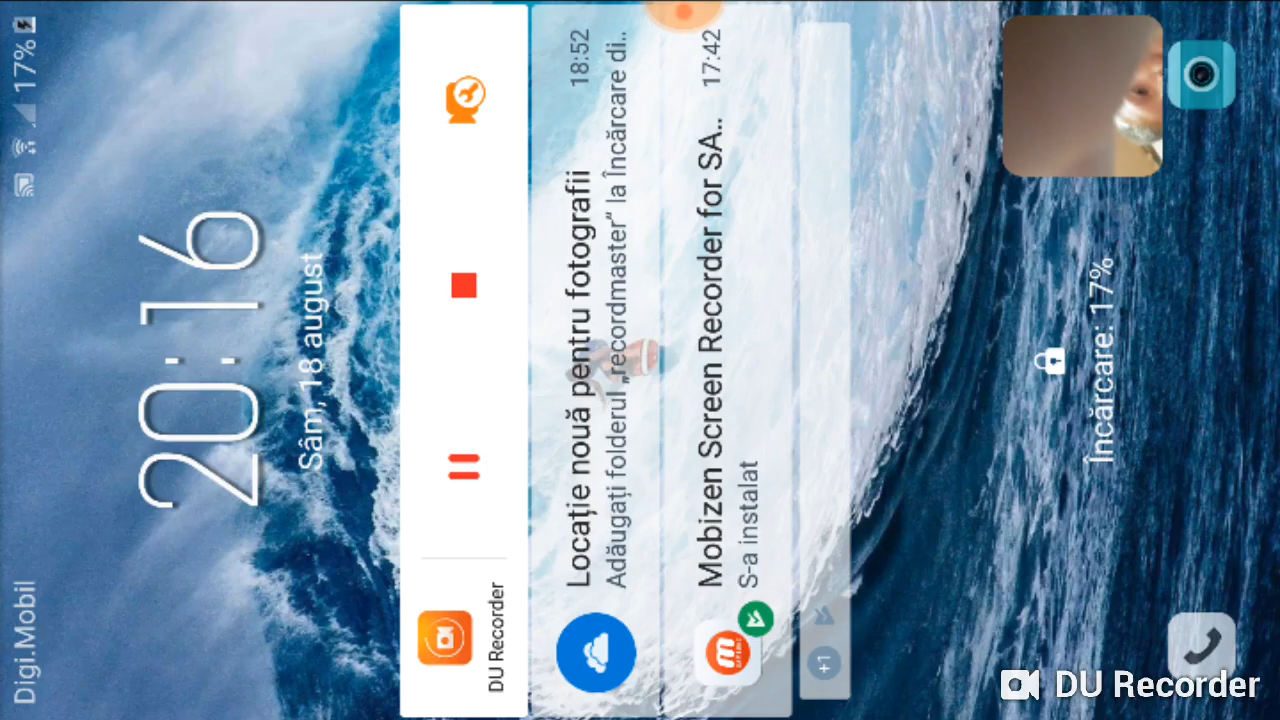 Digi.Mobil 17%
20:16
Sâm, 18 august
DU Recorder
Locație nouă pentru fotografii 18:52
Adăugați folderul „recordmaster” la Încărcare di..
Mobizen Screen Recorder for SA.. 17:42
S-a instalat
+1
Încărcare: 17%
DU Recorder